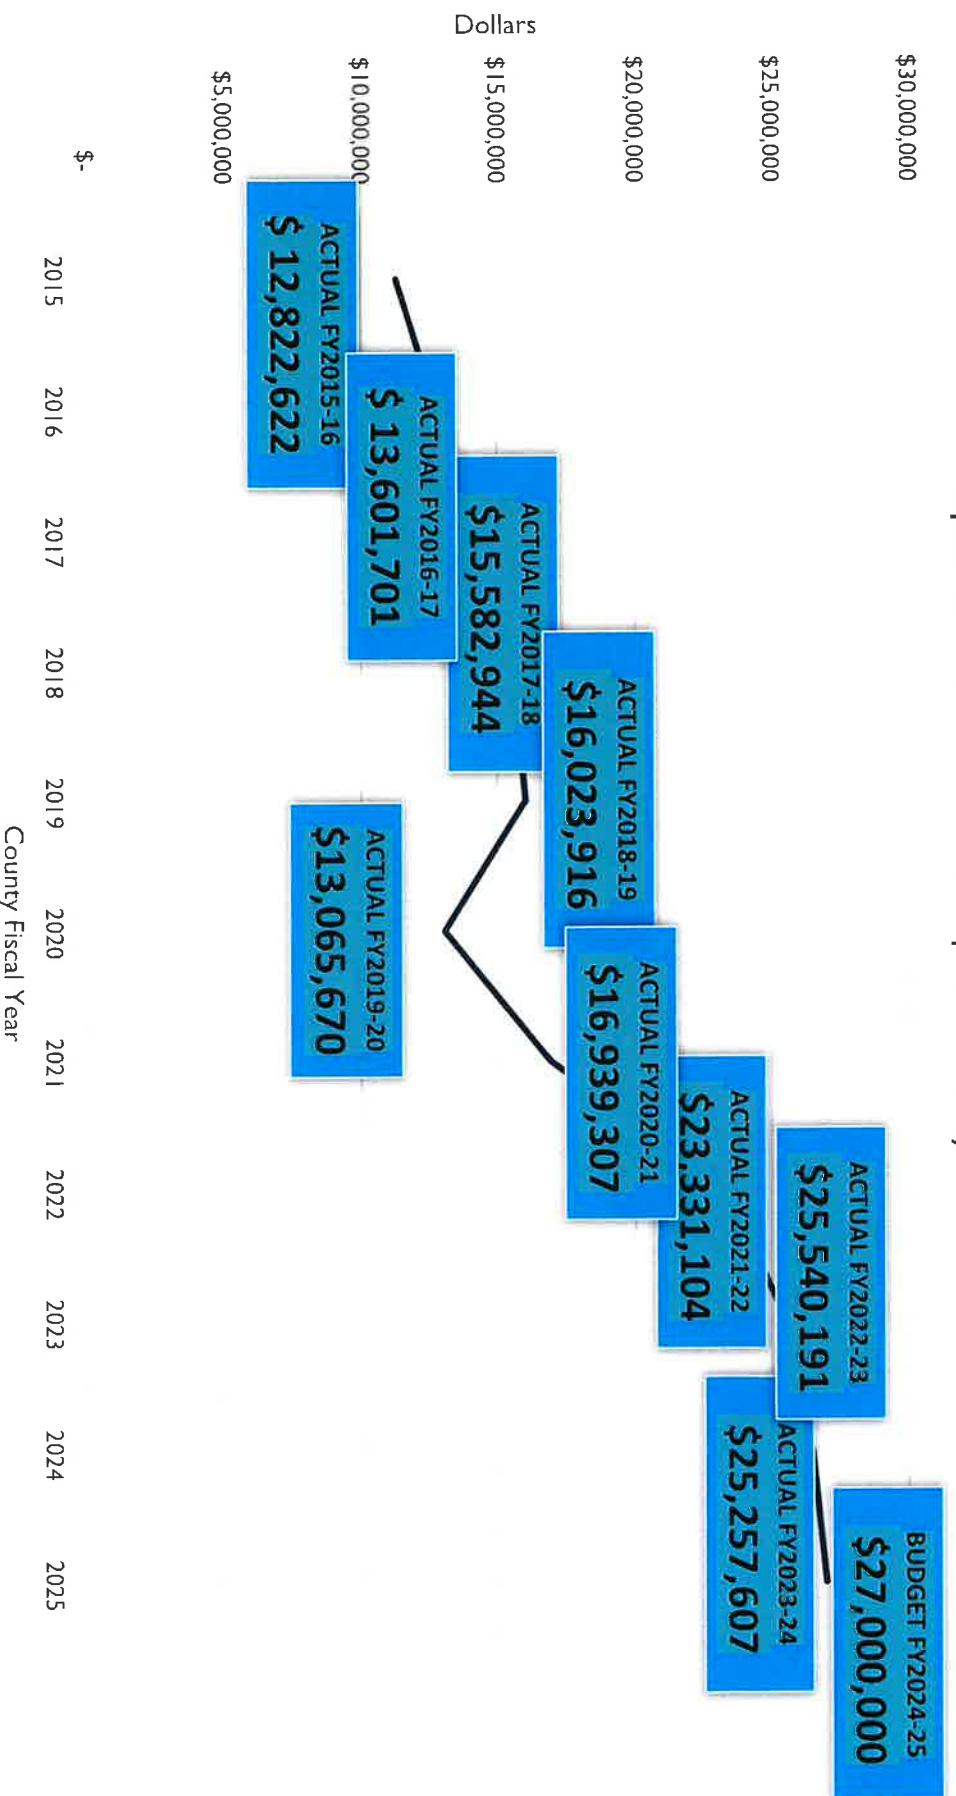 Dollars
$30,000,000
$25,000,000
$20,000,000
$15,000,000
$10,000,000
$5,000,000
$-
ACTUAL FY2015-16
$ 12,822,622
ACTUAL FY2016-17
$ 13,601,701
ACTUAL FY2017-18
$15,582,944
ACTUAL FY2018-19
$16,023,916
ACTUAL FY2019-20
$13,065,670
ACTUAL FY2020-21
$16,939,307
ACTUAL FY2021-22
$23,331,104
ACTUAL FY2022-23
$25,540,191
ACTUAL FY2023-24
$25,257,607
BUDGET FY2024-25
$27,000,000
2015 2016 2017 2018 2019 2020 2021 2022 2023 2024 2025
County Fiscal Year